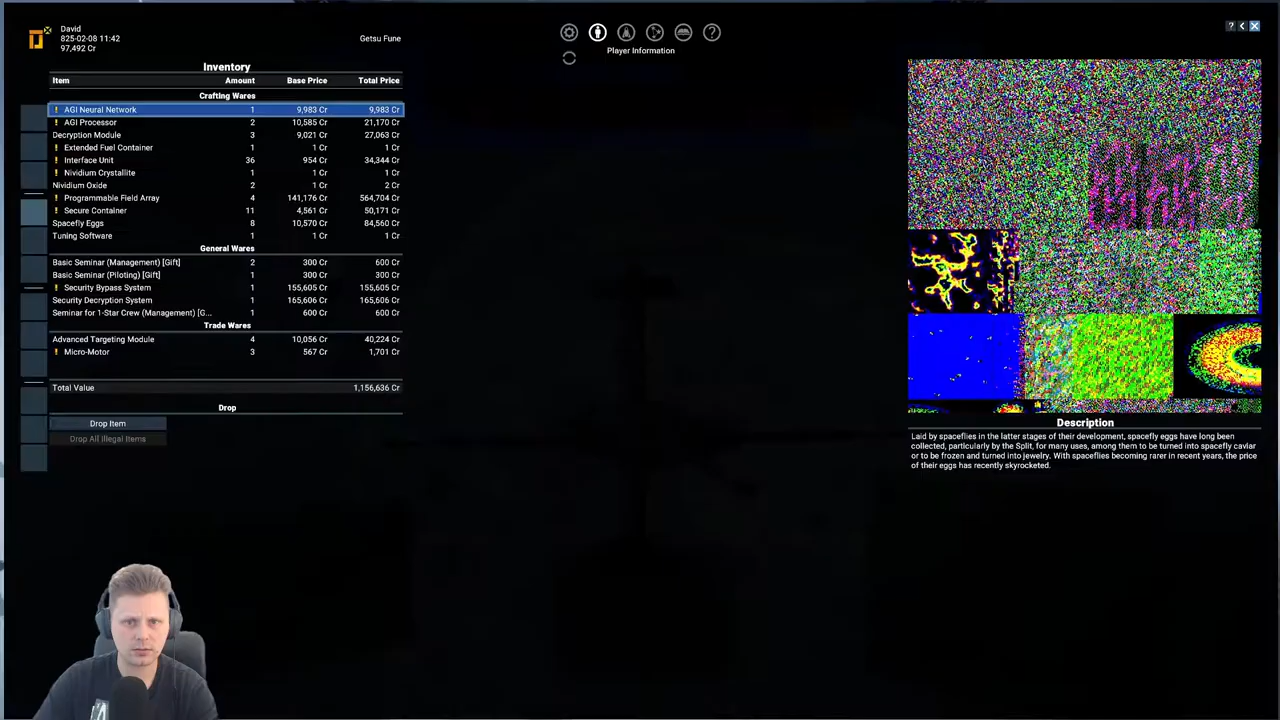 David
825-02-08 11:42
97,492 Cr
Getsu Fune
Player Information
?
Inventory
Item Amount Base Price Total Price
Crafting Wares
! AGI Neural Network 1 9,983 Cr 9,983 Cr
! AGI Processor 2 10,585 Cr 21,170 Cr
Decryption Module 3 9,021 Cr 27,063 Cr
! Extended Fuel Container 1 1 Cr 1 Cr
! Interface Unit 36 954 Cr 34,344 Cr
! Nividium Crystallite 1 1 Cr 1 Cr
Nividium Oxide 2 1 Cr 2 Cr
! Programmable Field Array 4 141,176 Cr 564,704 Cr
! Secure Container 11 4,561 Cr 50,171 Cr
Spacefly Eggs 8 10,570 Cr 84,560 Cr
Tuning Software 1 1 Cr 1 Cr
General Wares
Basic Seminar (Management) [Gift] 2 300 Cr 600 Cr
Basic Seminar (Piloting) [Gift] 1 300 Cr 300 Cr
! Security Bypass System 1 155,605 Cr 155,605 Cr
Security Decryption System 1 165,606 Cr 165,606 Cr
Seminar for 1-Star Crew (Management) [G... 1 600 Cr 600 Cr
Trade Wares
Advanced Targeting Module 4 10,056 Cr 40,224 Cr
! Micro-Motor 3 567 Cr 1,701 Cr
Total Value 1,156,636 Cr
Drop
Drop Item
Drop All Illegal Items
Description
Laid by spaceflies in the latter stages of their development, spacefly eggs have long been
collected, particularly by the Split, for many uses, among them to be turned into spacefly caviar
or to be frozen and turned into jewelry. With spaceflies becoming rarer in recent years, the price
of their eggs has recently skyrocketed.